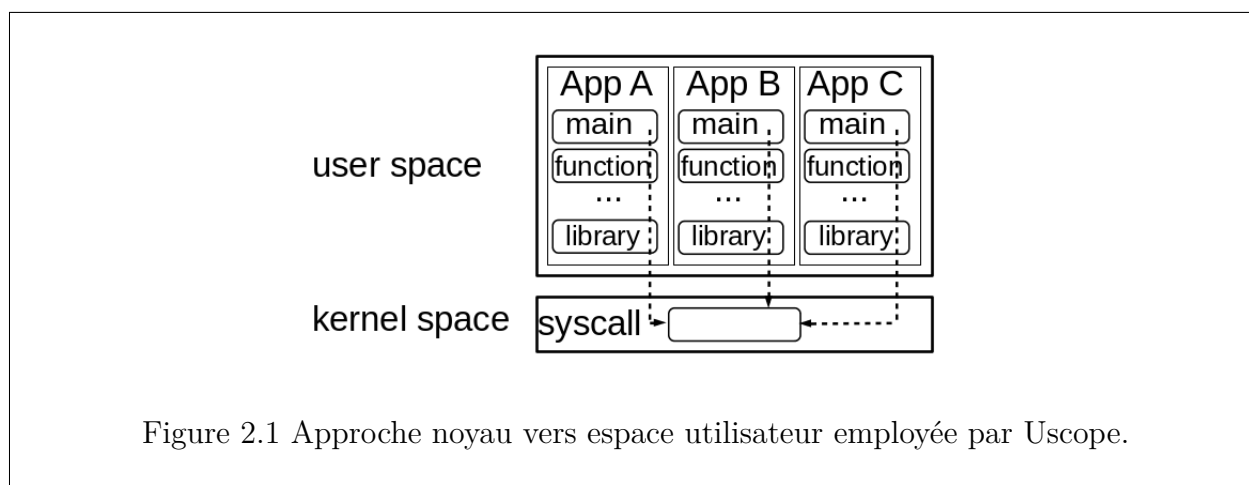 App A App B App C
main main main
function function function
... ... ...
library library library
user space
kernel space
syscall
Figure 2.1 Approche noyau vers espace utilisateur employée par Uscope.